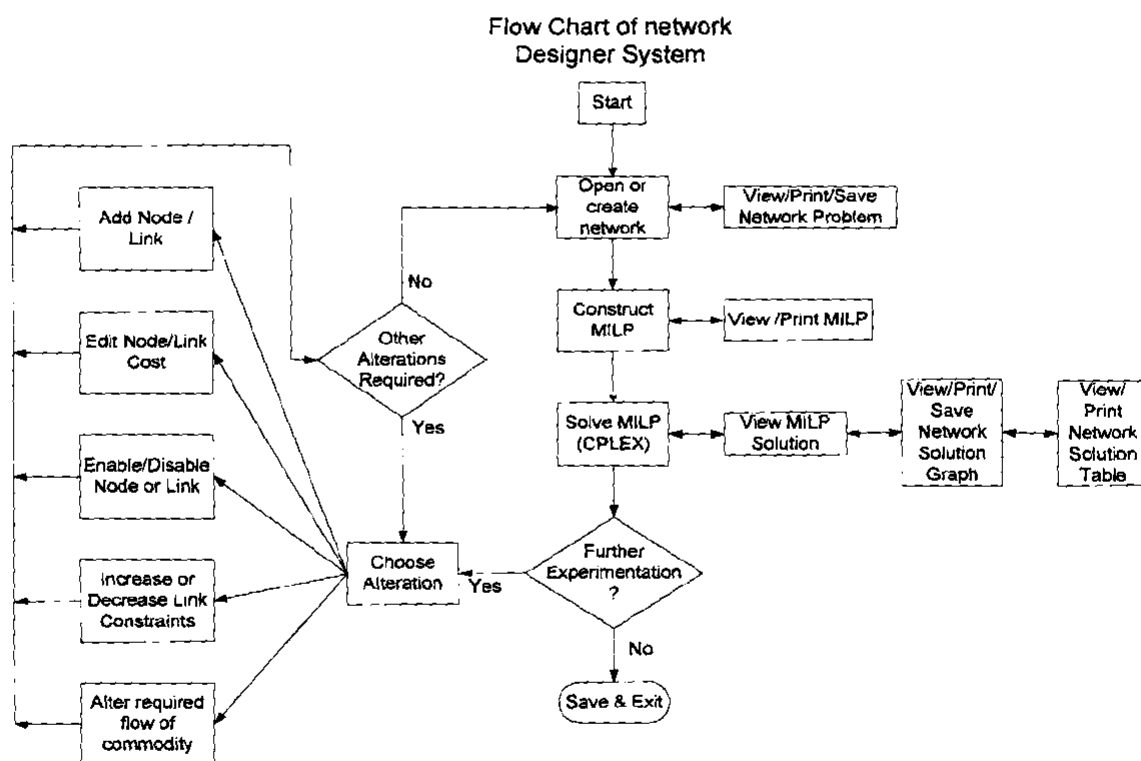 Flow Chart of network
Designer System
Start
Open or
create
network
View/Print/Save
Network Problem
Add Node /
Link
No
Construct
MILP
View /Print MILP
Edit Node/Link
Cost
Other
Alterations
Required?
Yes
Solve MILP
(CPLEX)
View MILP
Solution
View/Print/
Save
Network
Solution
Graph
View/
Print
Network
Solution
Table
Enable/Disable
Node or Link
Choose
Alteration
Yes
Further
Experimentation
?
Increase or
Decrease Link
Constraints
No
Save & Exit
Alter required
flow of
commodity